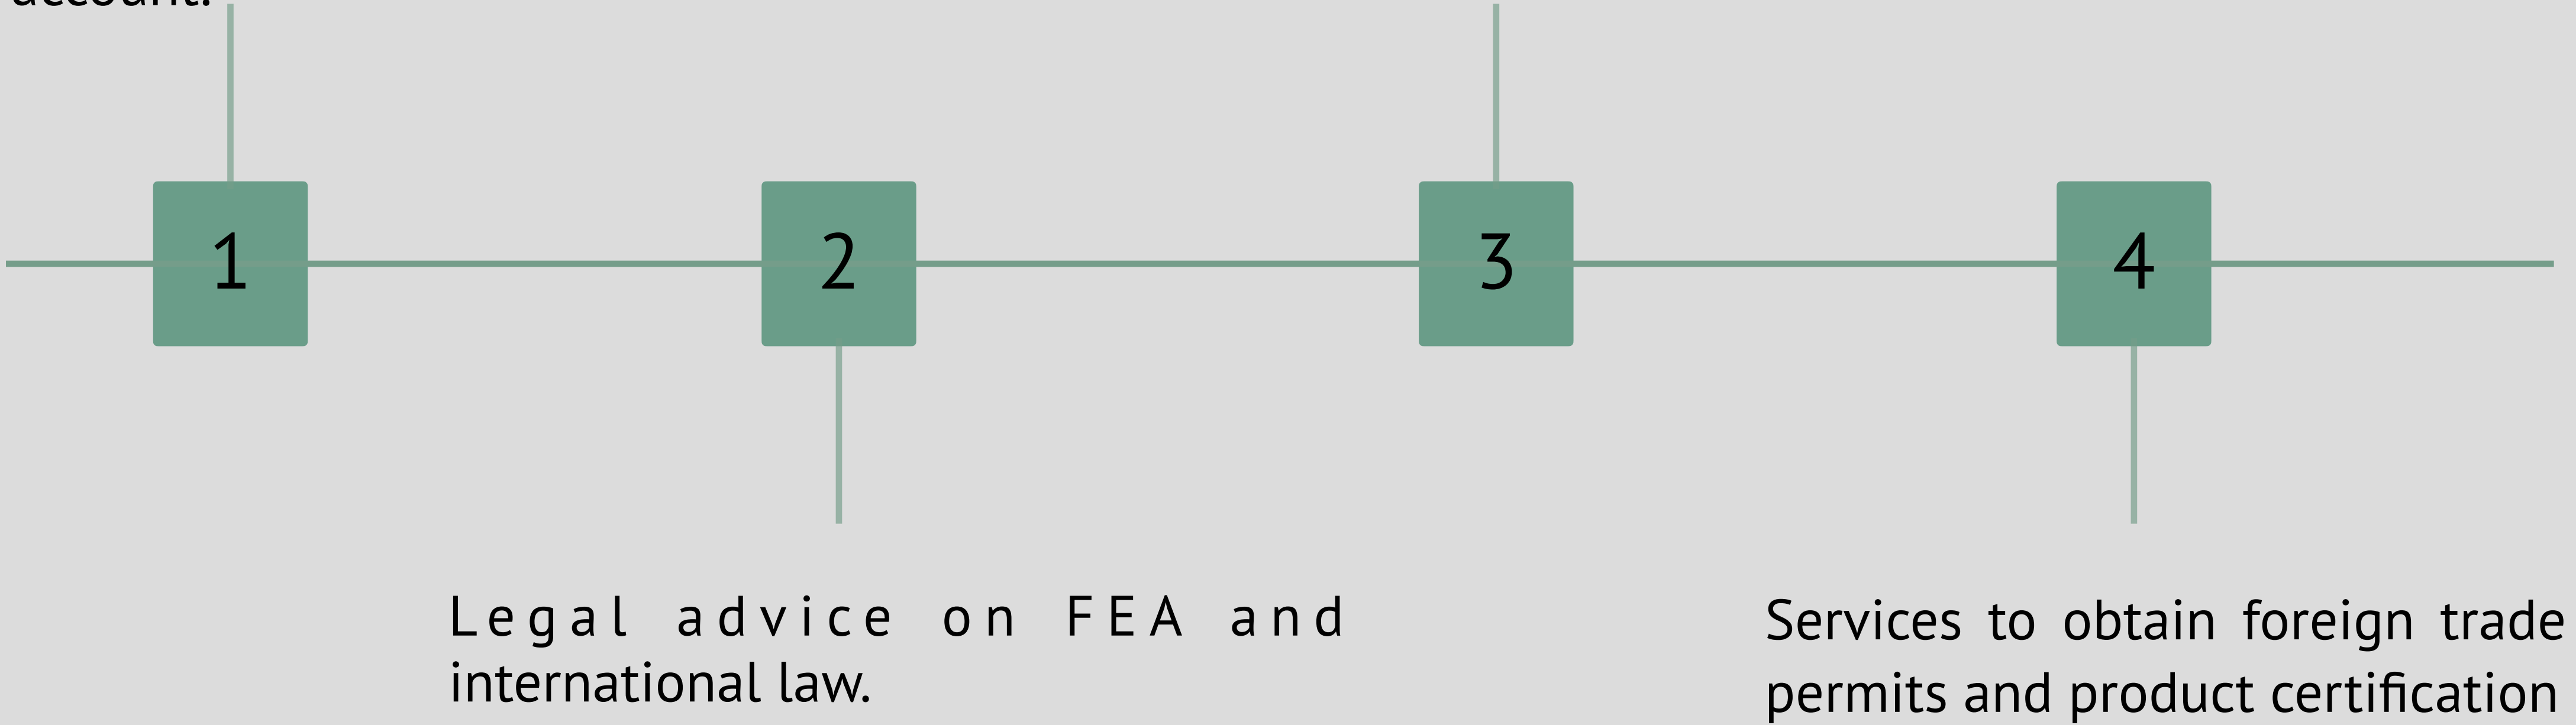 account.
1
2
3
4
Legal advice on FEA and
international law.
Services to obtain foreign trade
permits and product certification